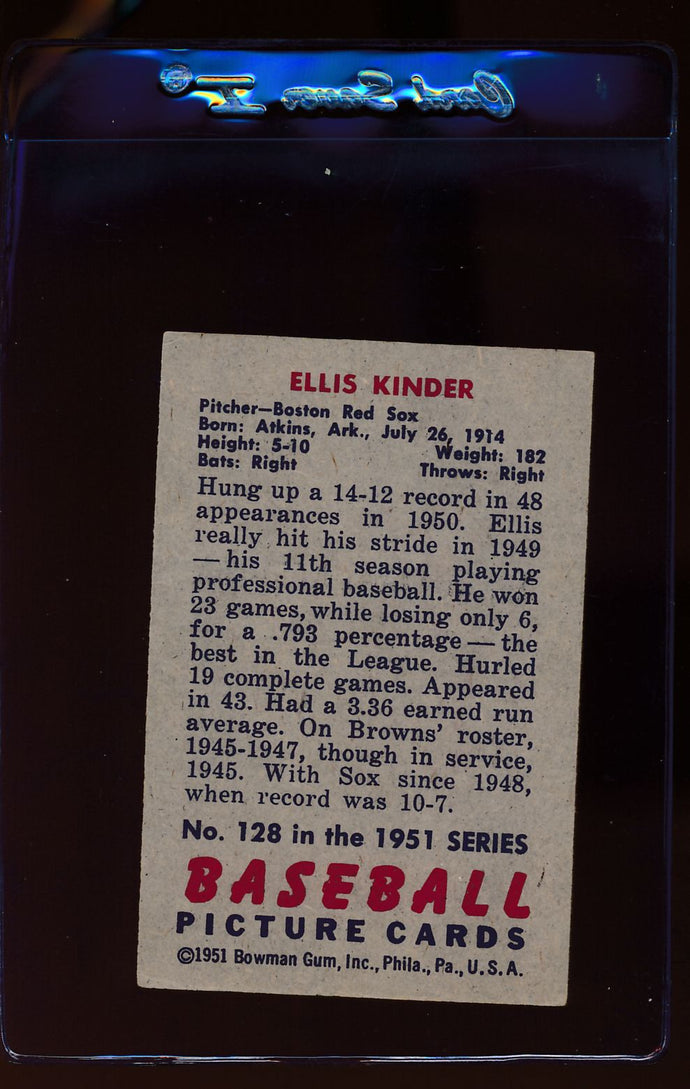 Card Saver I
ELLIS KINDER
Pitcher—Boston Red Sox
Born: Atkins, Ark., July 26, 1914
Height: 5-10 Weight: 182
Bats: Right Throws: Right
Hung up a 14-12 record in 48
appearances in 1950. Ellis
really hit his stride in 1949
—his 11th season playing
professional baseball. He won
23 games, while losing only 6,
for a .793 percentage—the
best in the League. Hurled
19 complete games. Appeared
in 43. Had a 3.36 earned run
average. On Browns' roster,
1945-1947, though in service,
1945. With Sox since 1948,
when record was 10-7.
No. 128 in the 1951 SERIES
BASEBALL
PICTURE CARDS
©1951 Bowman Gum, Inc., Phila., Pa., U.S.A.